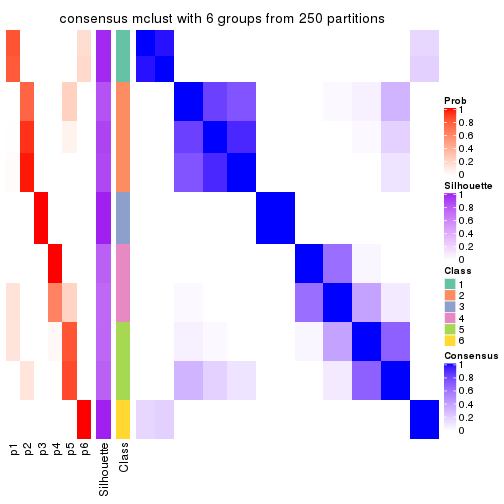 consensus mclust with 6 groups from 250 partitions
Prob
1
0.8
0.6
0.4
0.2
0
Silhouette
1
0.8
0.6
0.4
0.2
0
Class
1
2
3
4
5
6
Consensus
1
0.8
0.6
0.4
0.2
0
p1
p2
p3
p4
p5
p6
Silhouette
Class